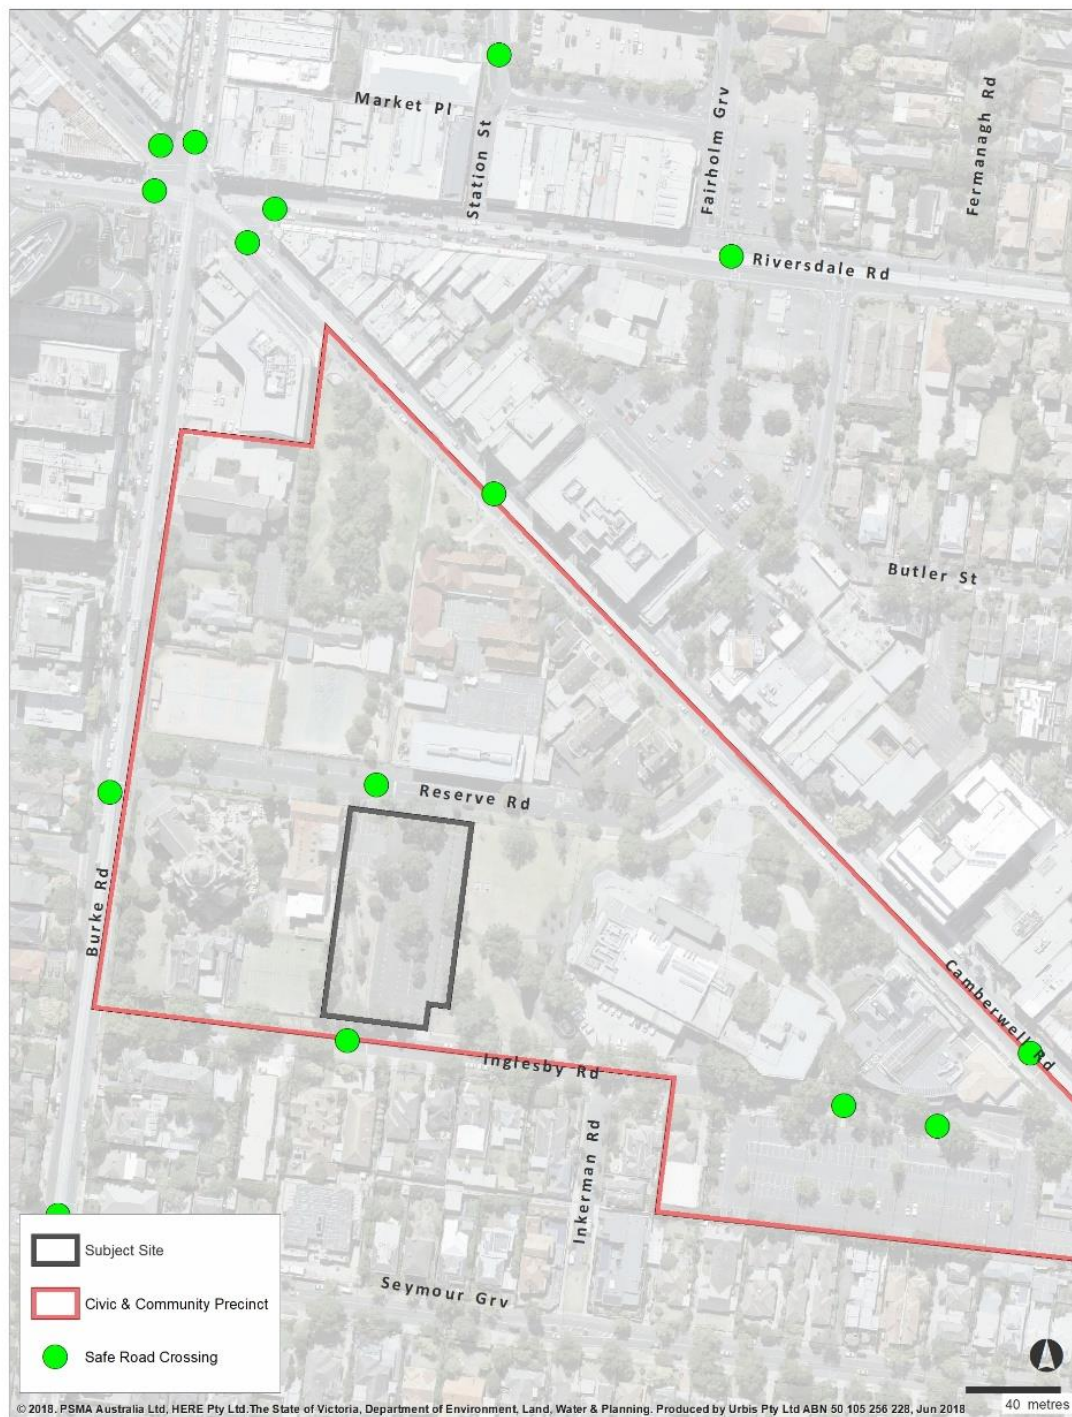 Market Pl
Station St
Fairholm Grv
Fermanagh Rd
Riversdale Rd
Butler St
Reserve Rd
Burke Rd
Camberwell Rd
Inglesby Rd
Inkerman Rd
Seymour Grv
Subject Site
Civic & Community Precinct
Safe Road Crossing
40 metres
© 2018. PSMA Australia Ltd, HERE Pty Ltd.The State of Victoria, Department of Environment, Land, Water & Planning. Produced by Urbis Pty Ltd ABN 50 105 256 228, Jun 2018